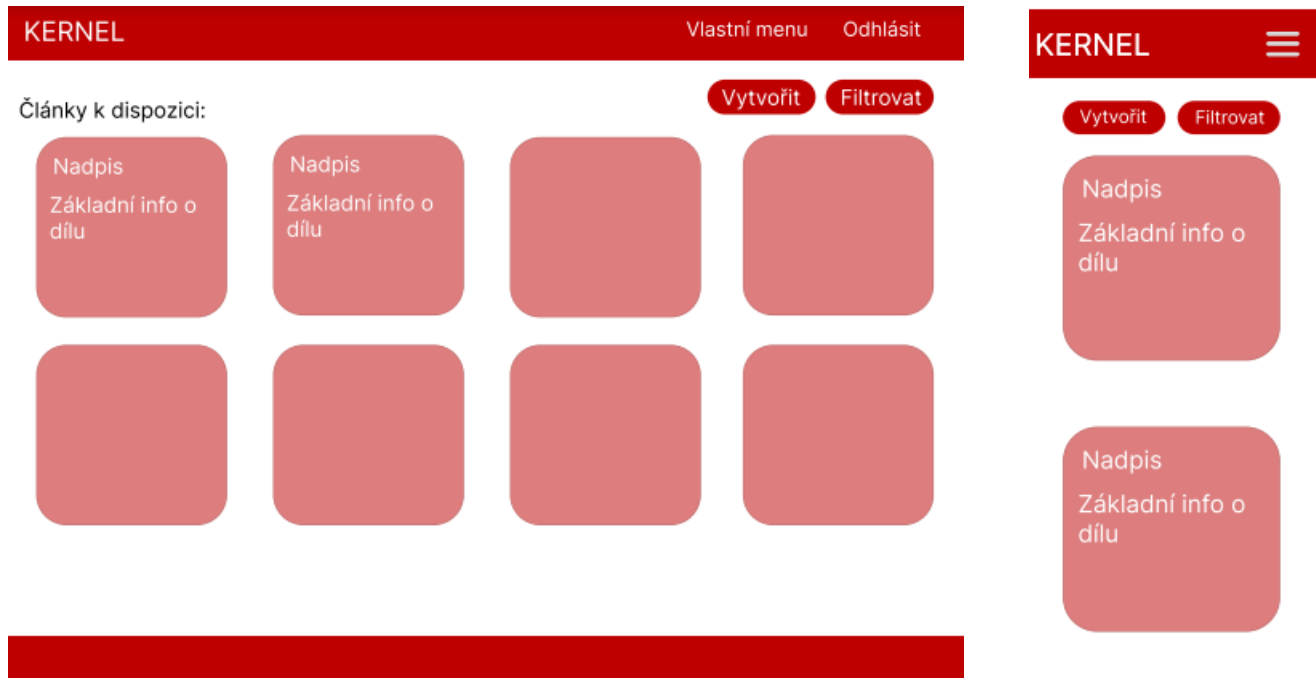 KERNEL
Vlastní menu
Odhlásit
Články k dispozici:
Vytvořit
Filtrovat
Nadpis
Základní info o
dílu
Nadpis
Základní info o
dílu
KERNEL
Vytvořit
Filtrovat
Nadpis
Základní info o
dílu
Nadpis
Základní info o
dílu